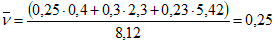 ν̄ = (0,25·0,4+0,3·2,3+0,23·5,42) / 8,12 = 0,25